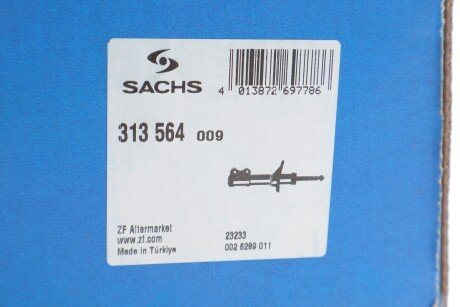 SACHS
4 013872 697786
313 564 009
ZF Aftermarket
www.zf.com
Made in Türkiye
23233
002 6289 011